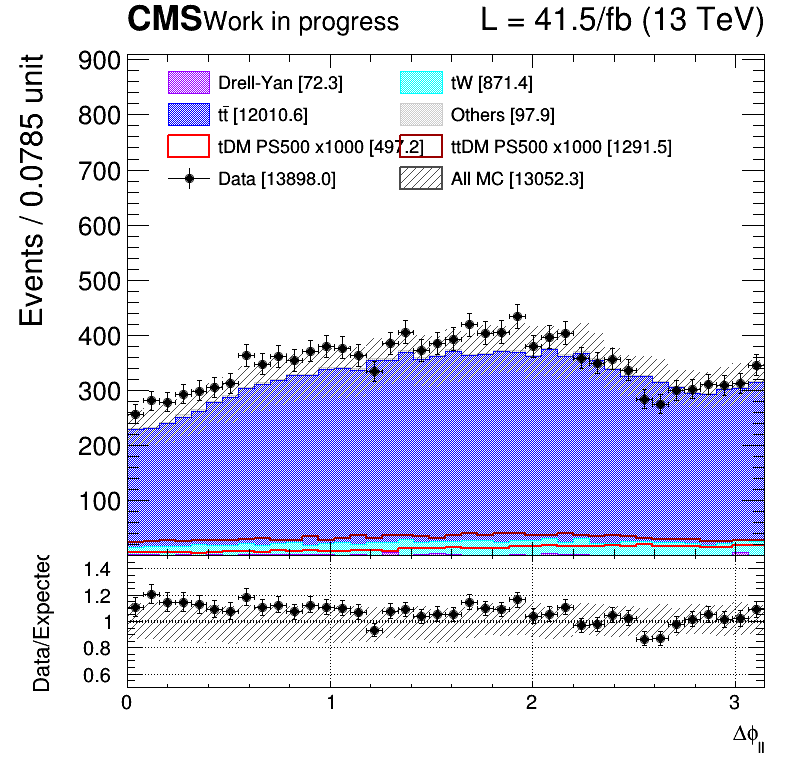 CMS Work in progress L = 41.5/fb (13 TeV)
Events / 0.0785 unit
900
800
700
600
500
400
300
200
100
Drell-Yan [72.3] tW [871.4]
tt̄ [12010.6] Others [97.9]
tDM PS500 x1000 [497.2] ttDM PS500 x1000 [1291.5]
Data [13898.0] All MC [13052.3]
Data/Expected
1.4
1.2
1
0.8
0.6
0 1 2 3
Δϕ_ll